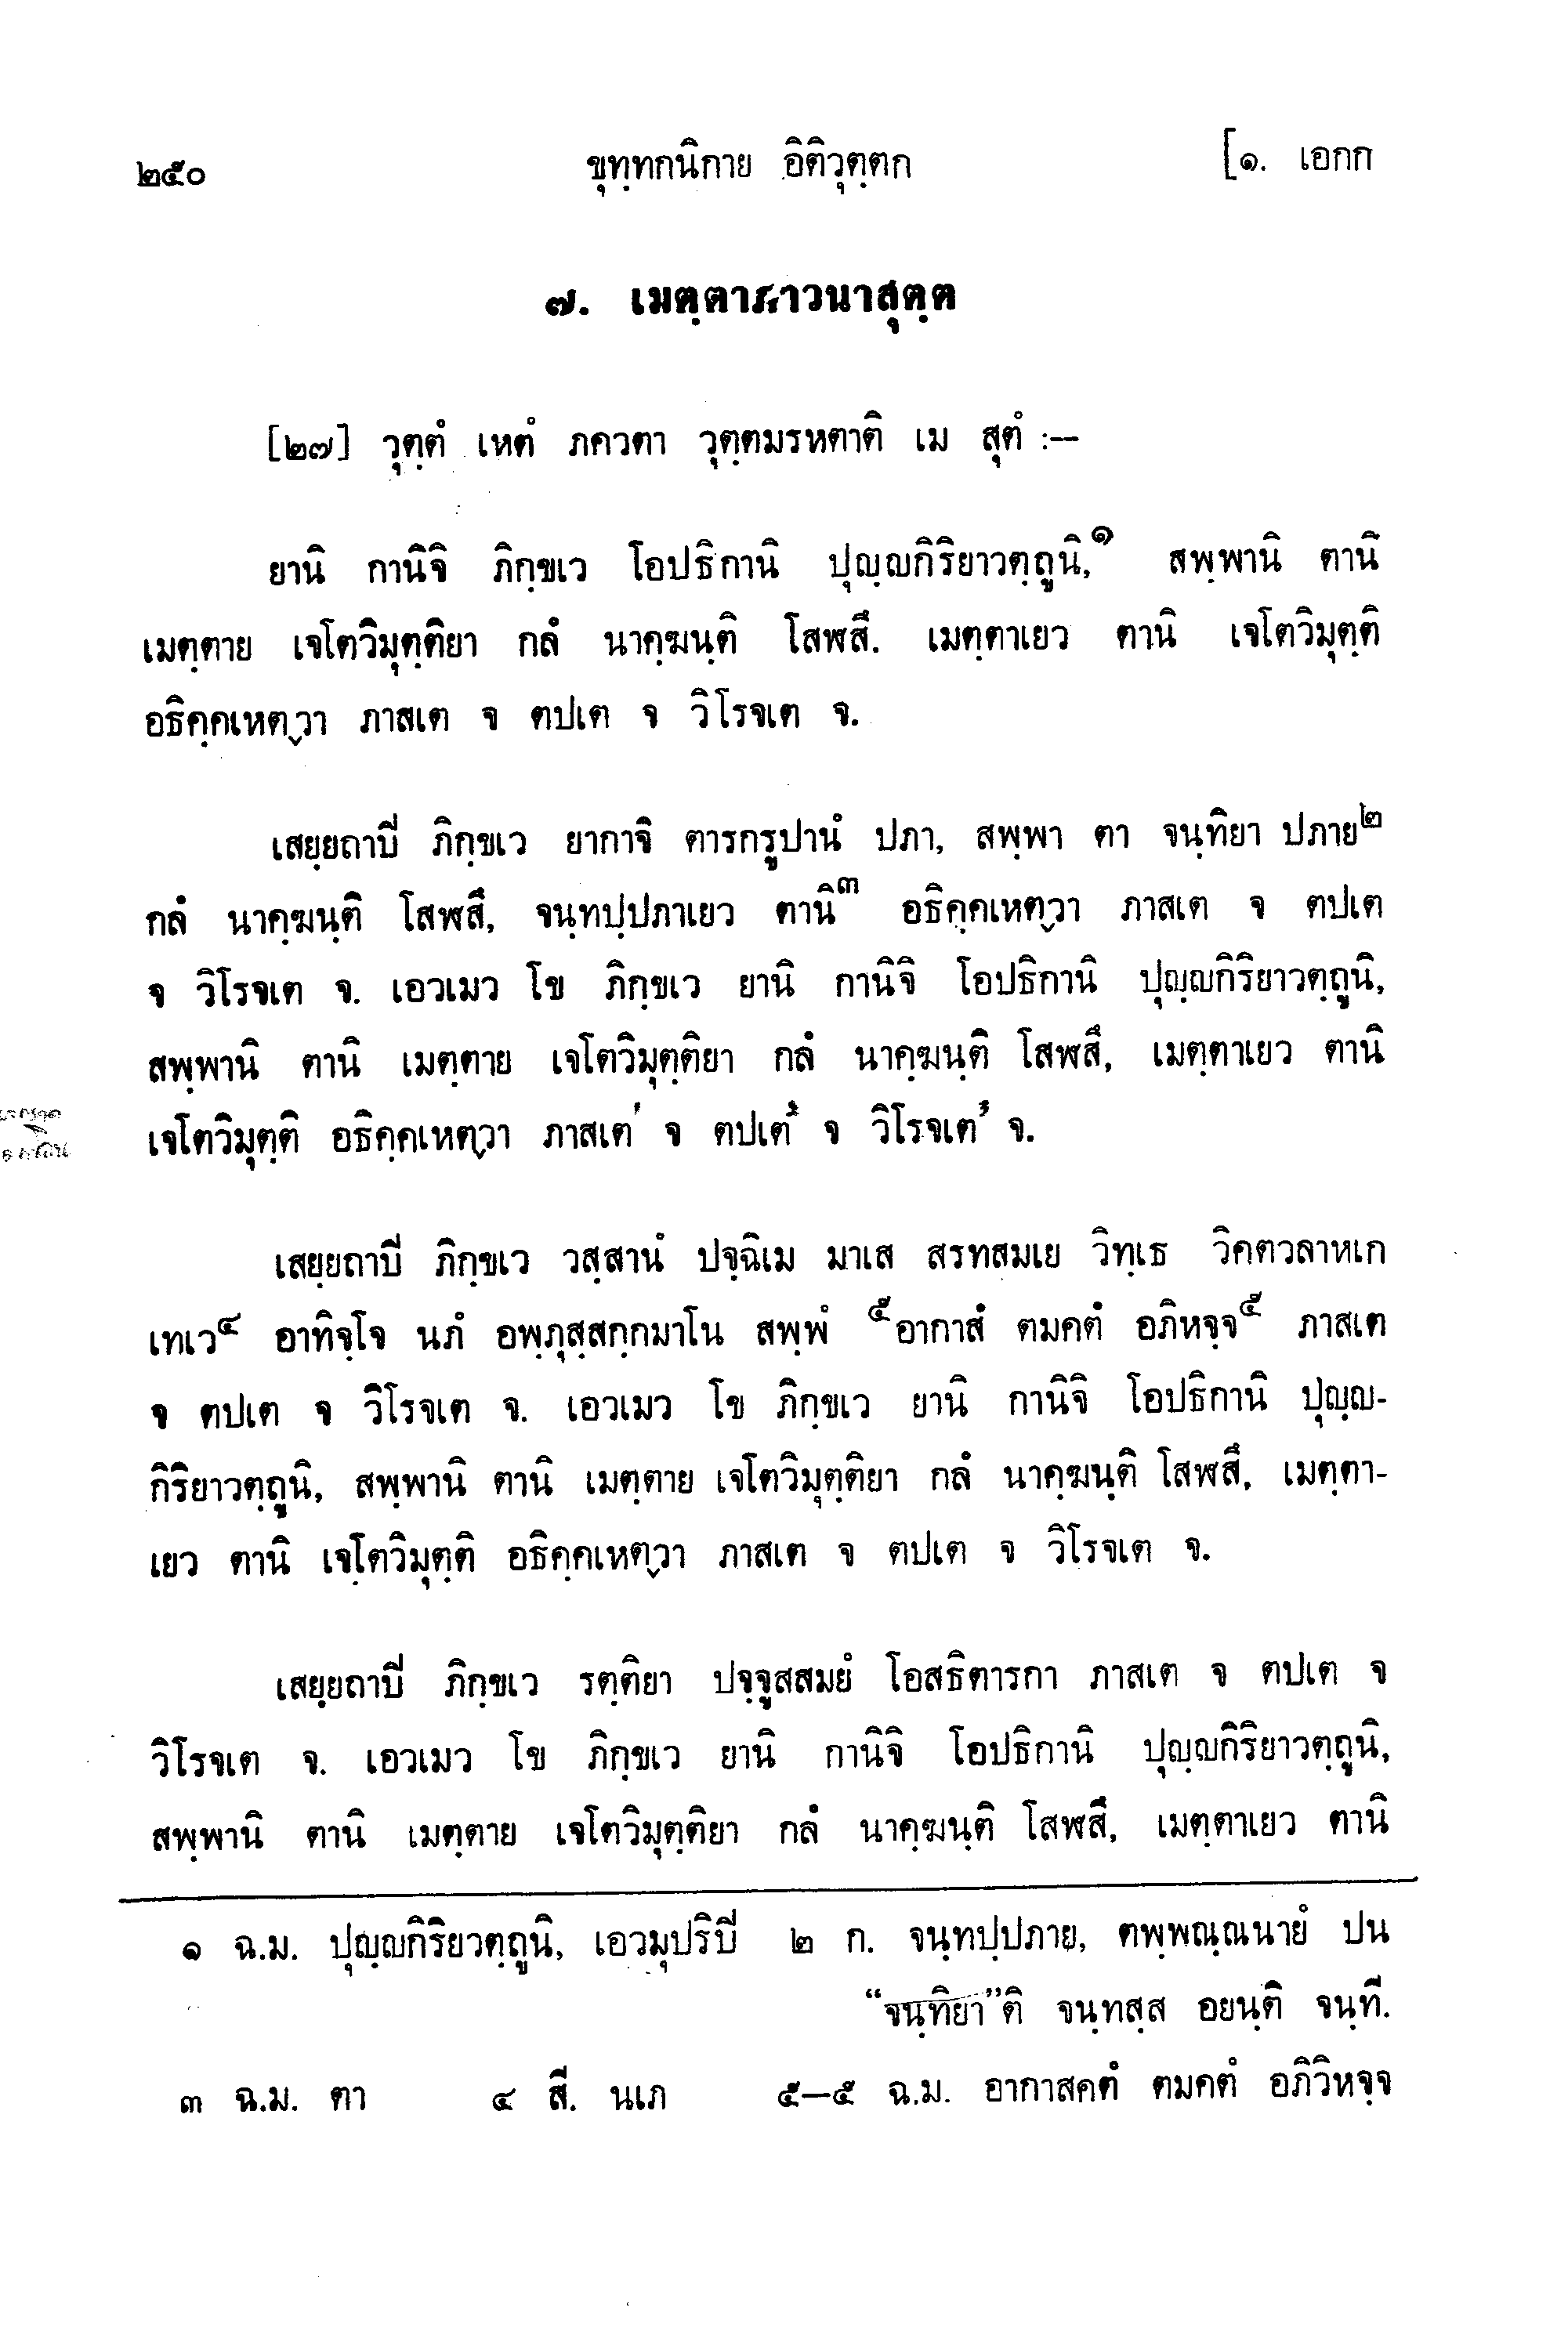 ๒๕๐ ขุทฺทกนิกาย อิติวุตฺตก [๑. เอกก
๗. เมตฺตาภาวนาสุตฺต
[๒๗] วุตฺตํ เหตํ ภควตา วุตฺตมรหตาติ เม สุตํ :—
ยานิ กานิจิ ภิกฺขเว โอปธิกานิ ปุญฺญกิริยาวตฺถูนิ,๑ สพฺพานิ ตานิ
เมตฺตาย เจโตวิมุตฺติยา กลํ นาคฺฆนฺติ โสฬสึ. เมตฺตาเยว ตานิ เจโตวิมุตฺติ
อธิคฺคเหตฺวา ภาสเต จ ตปเต จ วิโรจเต จ.
เสยฺยถาปิ ภิกฺขเว ยากาจิ ตารกรูปานํ ปภา, สพฺพา ตา จนฺทิยา ปภาย๒
กลํ นาคฺฆนฺติ โสฬสึ, จนฺทปฺปภาเยว ตานิ๓ อธิคฺคเหตฺวา ภาสเต จ ตปเต
จ วิโรจเต จ. เอวเมว โข ภิกฺขเว ยานิ กานิจิ โอปธิกานิ ปุญฺญกิริยาวตฺถูนิ,
สพฺพานิ ตานิ เมตฺตาย เจโตวิมุตฺติยา กลํ นาคฺฆนฺติ โสฬสึ, เมตฺตาเยว ตานิ
เจโตวิมุตฺติ อธิคฺคเหตฺวา ภาสเต จ ตปเต จ วิโรจเต จ.
เสยฺยถาปิ ภิกฺขเว วสฺสานํ ปจฺฉิเม มาเส สรทสมเย วิทฺเธ วิคตวลาหเก
เทเว๔ อาทิจฺโจ นภํ อพฺภุสฺสกฺกมาโน สพฺพํ ๕อากาสํ ตมคตํ อภิหจฺจ๕ ภาสเต
จ ตปเต จ วิโรจเต จ. เอวเมว โข ภิกฺขเว ยานิ กานิจิ โอปธิกานิ ปุญฺญ-
กิริยาวตฺถูนิ, สพฺพานิ ตานิ เมตฺตาย เจโตวิมุตฺติยา กลํ นาคฺฆนฺติ โสฬสึ, เมตฺตา-
เยว ตานิ เจโตวิมุตฺติ อธิคฺคเหตฺวา ภาสเต จ ตปเต จ วิโรจเต จ.
เสยฺยถาปิ ภิกฺขเว รตฺติยา ปจฺจูสสมยํ โอสธิตารกา ภาสเต จ ตปเต จ
วิโรจเต จ. เอวเมว โข ภิกฺขเว ยานิ กานิจิ โอปธิกานิ ปุญฺญกิริยาวตฺถูนิ,
สพฺพานิ ตานิ เมตฺตาย เจโตวิมุตฺติยา กลํ นาคฺฆนฺติ โสฬสึ, เมตฺตาเยว ตานิ
๑ ฉ.ม. ปุญฺญกิริยวตฺถูนิ, เอวมุปริปิ ๒ ก. จนฺทปฺปภาย, ตพฺพณฺณนายํ ปน
“จนฺทิยา”ติ จนฺทสฺส อยนฺติ จนฺที.
๓ ฉ.ม. ตา ๔ สี. นเภ ๕—๕ ฉ.ม. อากาสคตํ ตมคตํ อภิวิหจฺจ